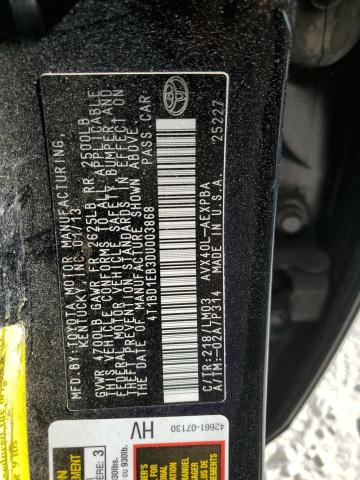 MFD. BY:TOYOTA MOTOR MANUFACTURING,
KENTUCKY INC. 01/13
GVWR 4700LB GAWR FR 2625LB RR 2500LB
THIS VEHICLE CONFORMS TO ALL APPLICABLE
FEDERAL MOTOR VEHICLE SAFETY, BUMPER, AND
THEFT PREVENTION STANDARDS IN EFFECT ON
THE DATE OF MANUFACTURE SHOWN ABOVE.
4T1BD1EB3DU003868 PASS. CAR
25227
C/TR:218/LM03 AVX40L-AEXPBA
A/TM:-02A/P314 MADE IN U.S.A.
42661-07130
HV
3